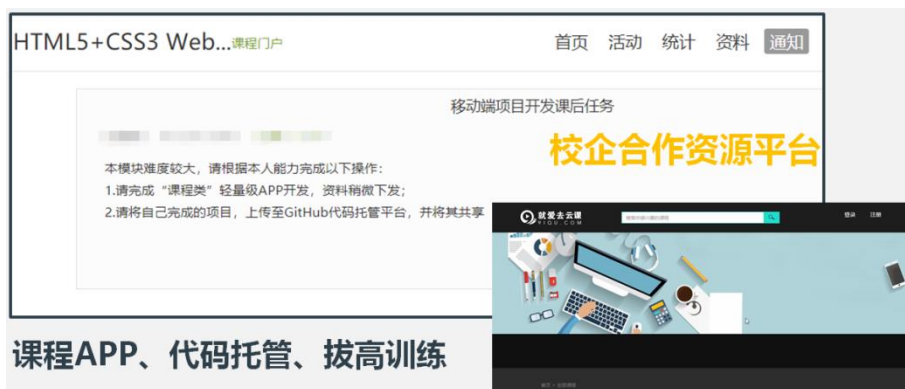 HTML5+CSS3 Web...课程门户
首页 活动 统计 资料 通知
移动端项目开发课后任务
校企合作资源平台
本模块难度较大,请根据本人能力完成以下操作:
1.请完成“课程类”轻量级APP开发,资料稍微下发;
2.请将自己完成的项目,上传至GitHub代码托管平台,并将其共享
就爱去云课
登录 注册
课程APP、代码托管、拔高训练